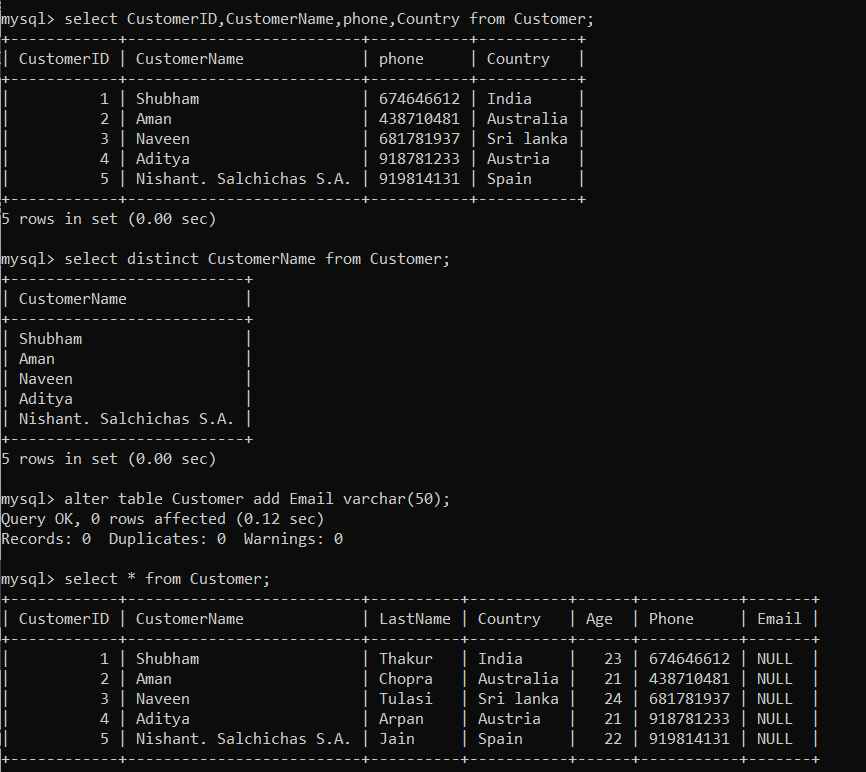 mysql> select CustomerID,CustomerName,phone,Country from Customer;
+------------+--------------------------+-----------+-----------+
| CustomerID | CustomerName             | phone     | Country   |
+------------+--------------------------+-----------+-----------+
|          1 | Shubham                  | 674646612 | India     |
|          2 | Aman                     | 438710481 | Australia |
|          3 | Naveen                   | 681781937 | Sri lanka |
|          4 | Aditya                   | 918781233 | Austria   |
|          5 | Nishant. Salchichas S.A. | 919814131 | Spain     |
+------------+--------------------------+-----------+-----------+
5 rows in set (0.00 sec)

mysql> select distinct CustomerName from Customer;
+--------------------------+
| CustomerName             |
+--------------------------+
| Shubham                  |
| Aman                     |
| Naveen                   |
| Aditya                   |
| Nishant. Salchichas S.A. |
+--------------------------+
5 rows in set (0.00 sec)

mysql> alter table Customer add Email varchar(50);
Query OK, 0 rows affected (0.12 sec)
Records: 0  Duplicates: 0  Warnings: 0

mysql> select * from Customer;
+------------+--------------------------+----------+-----------+------+-----------+-------+
| CustomerID | CustomerName             | LastName | Country   | Age  | Phone     | Email |
+------------+--------------------------+----------+-----------+------+-----------+-------+
|          1 | Shubham                  | Thakur   | India     |   23 | 674646612 | NULL  |
|          2 | Aman                     | Chopra   | Australia |   21 | 438710481 | NULL  |
|          3 | Naveen                   | Tulasi   | Sri lanka |   24 | 681781937 | NULL  |
|          4 | Aditya                   | Arpan    | Austria   |   21 | 918781233 | NULL  |
|          5 | Nishant. Salchichas S.A. | Jain     | Spain     |   22 | 919814131 | NULL  |
+------------+--------------------------+----------+-----------+------+-----------+-------+